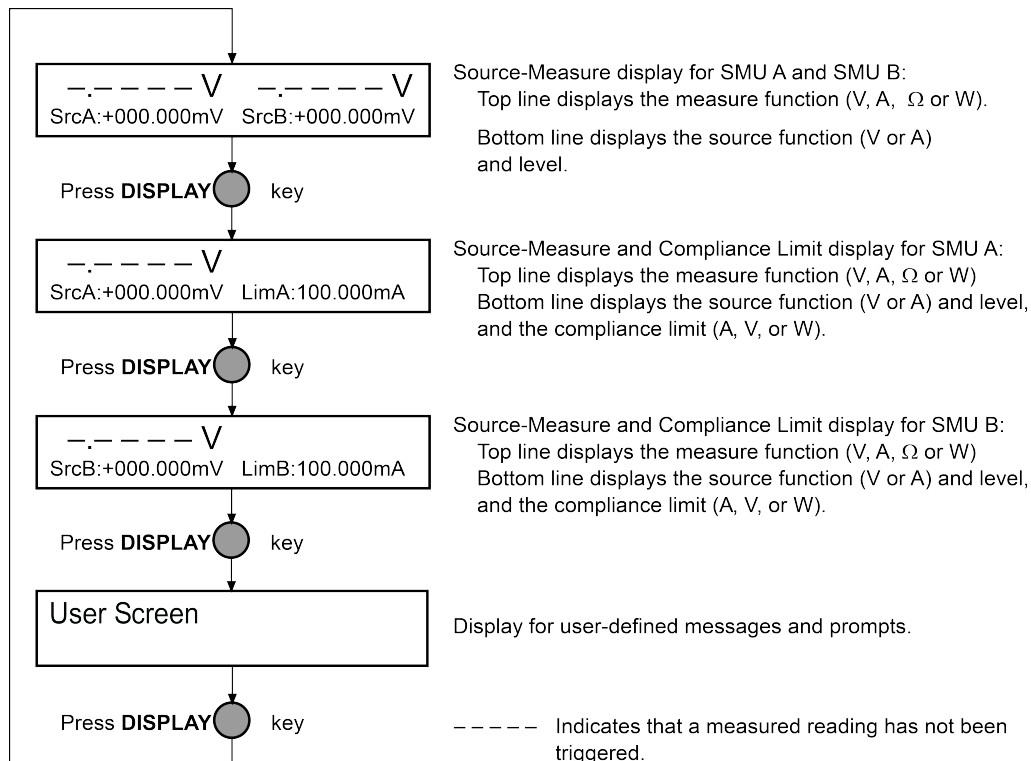 –.– – – – V –.– – – – V
SrcA:+000.000mV SrcB:+000.000mV
Source-Measure display for SMU A and SMU B:
Top line displays the measure function (V, A, Ω or W).
Bottom line displays the source function (V or A)
and level.
Press DISPLAY key
–.– – – – V
SrcA:+000.000mV LimA:100.000mA
Source-Measure and Compliance Limit display for SMU A:
Top line displays the measure function (V, A, Ω or W)
Bottom line displays the source function (V or A) and level,
and the compliance limit (A, V, or W).
Press DISPLAY key
–.– – – – V
SrcB:+000.000mV LimB:100.000mA
Source-Measure and Compliance Limit display for SMU B:
Top line displays the measure function (V, A, Ω or W)
Bottom line displays the source function (V or A) and level,
and the compliance limit (A, V, or W).
Press DISPLAY key
User Screen
Display for user-defined messages and prompts.
Press DISPLAY key
– – – – – Indicates that a measured reading has not been
triggered.